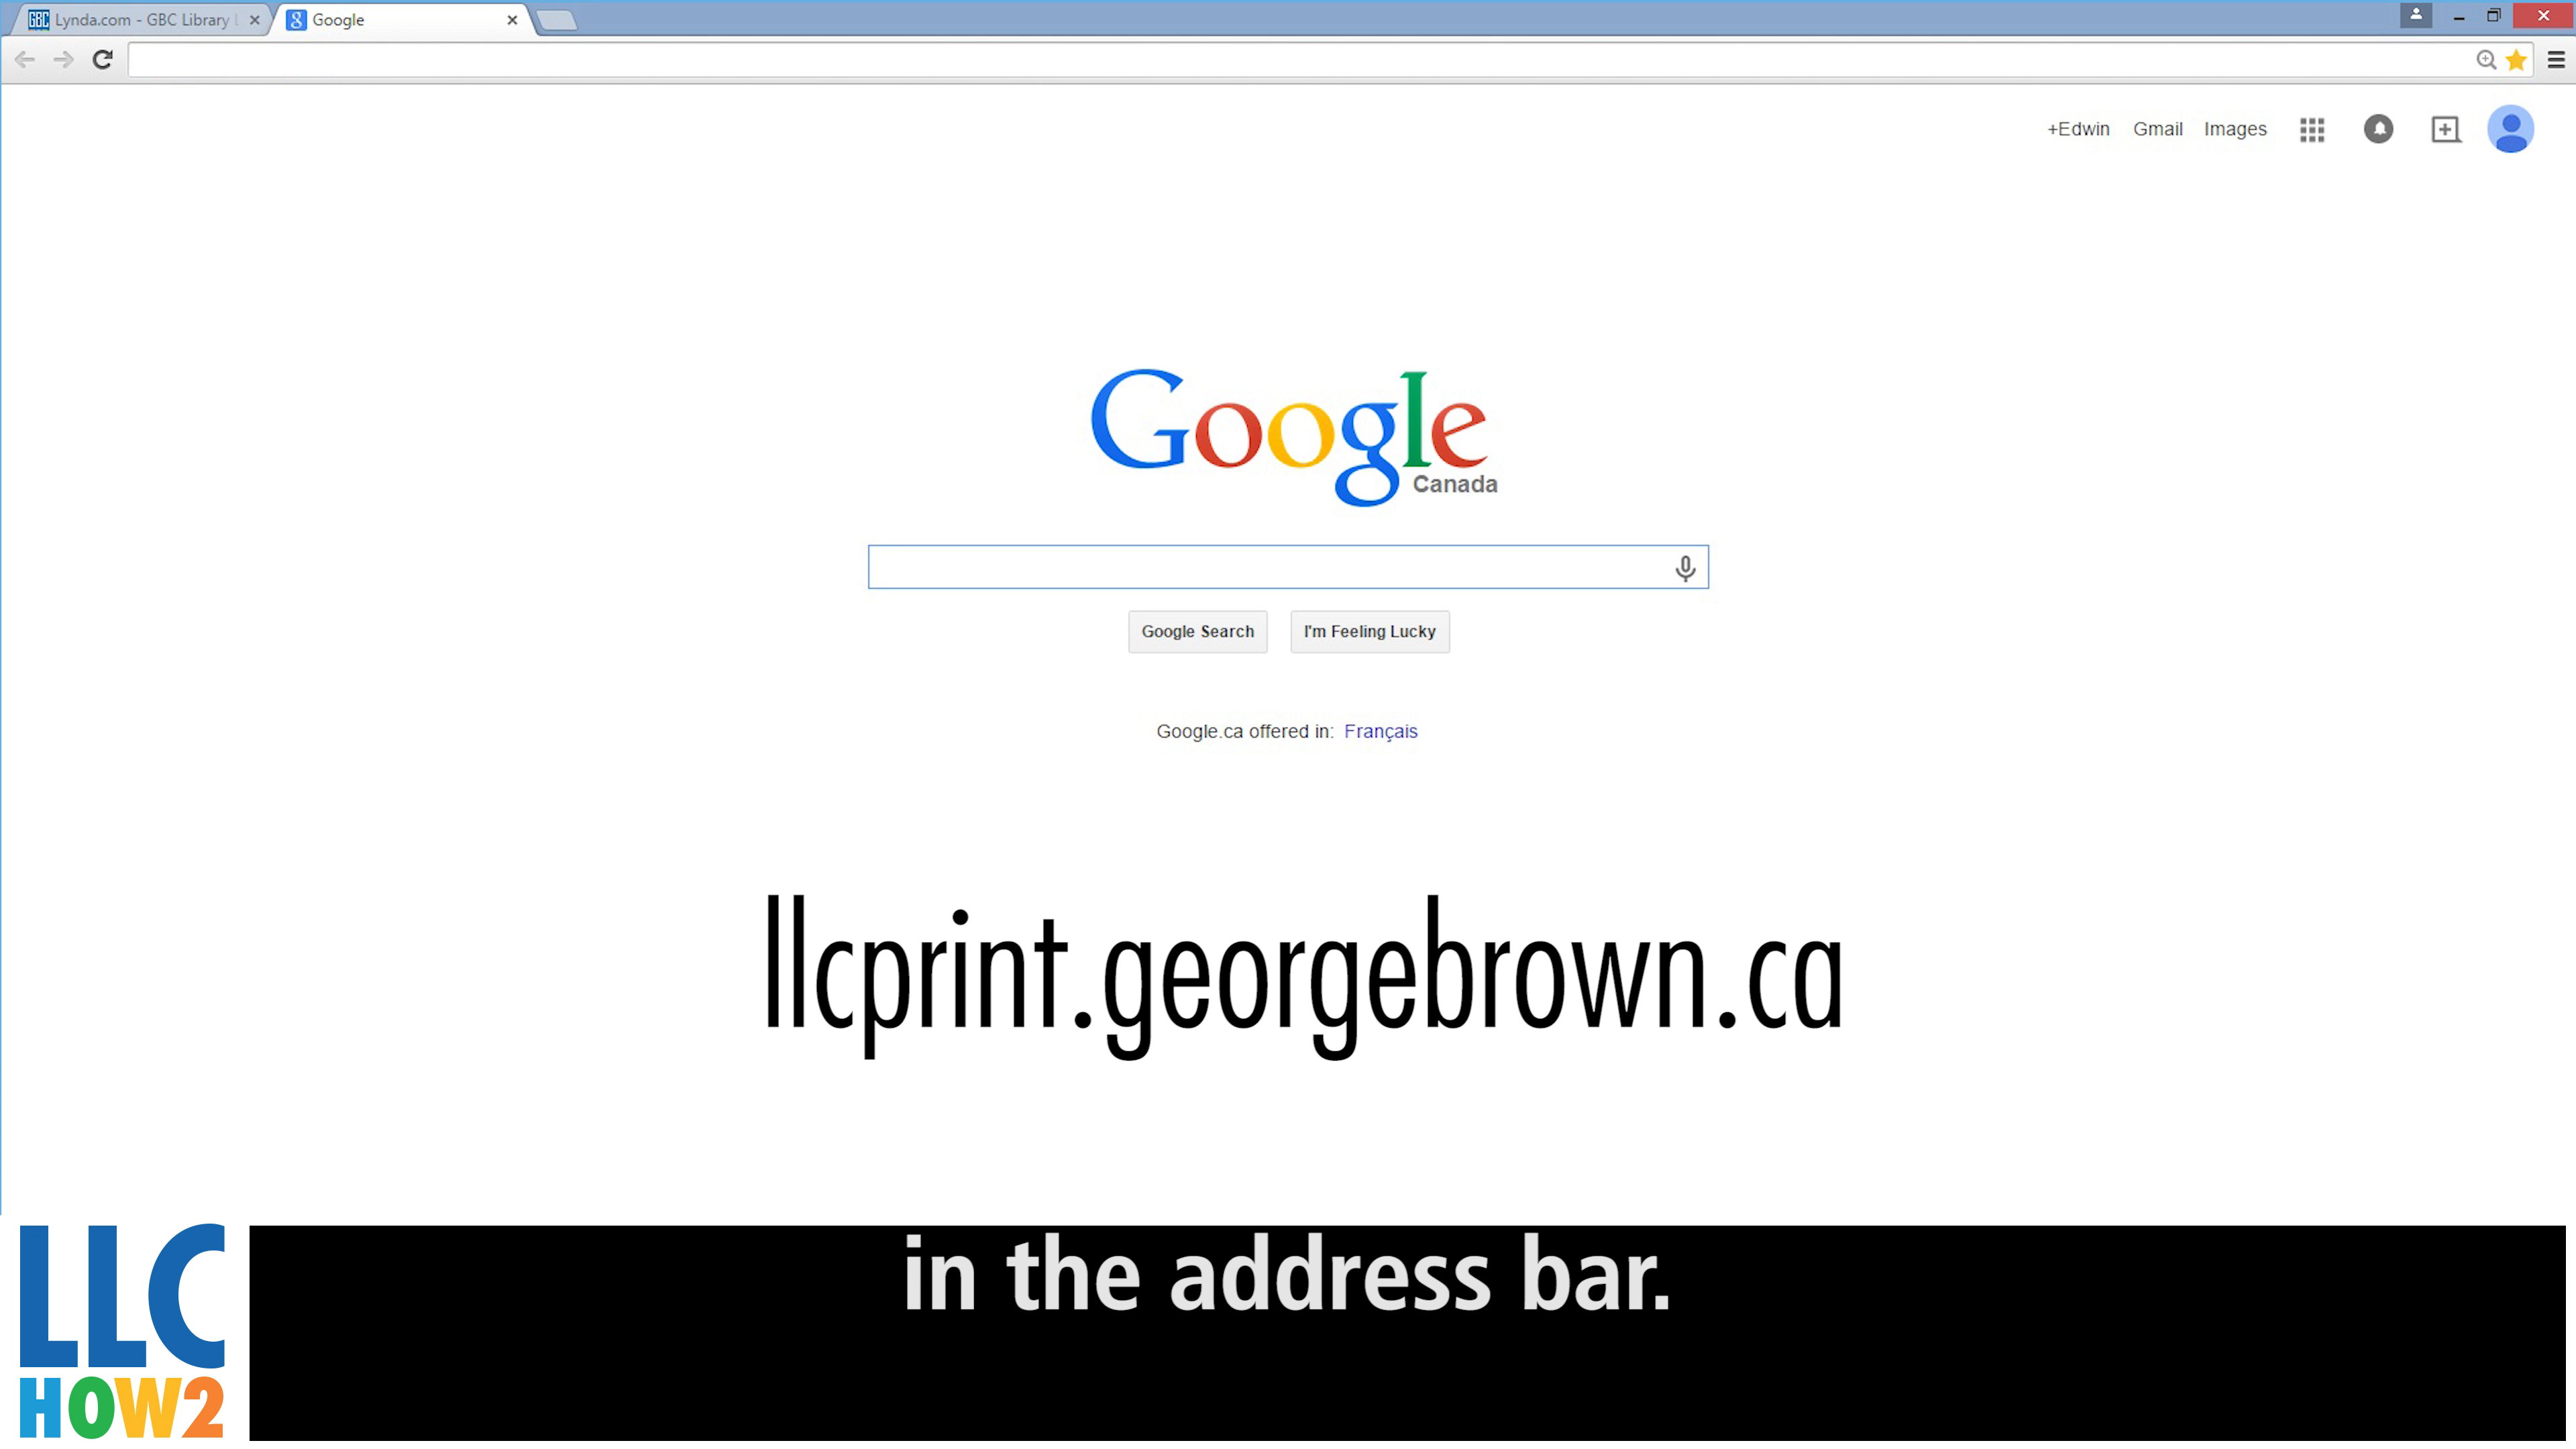 GBC Lynda.com - GBC Library
Google
+Edwin Gmail Images
Google
Canada
Google Search I'm Feeling Lucky
Google.ca offered in: Français
llcprint.georgebrown.ca
in the address bar.
LLC
HOW2